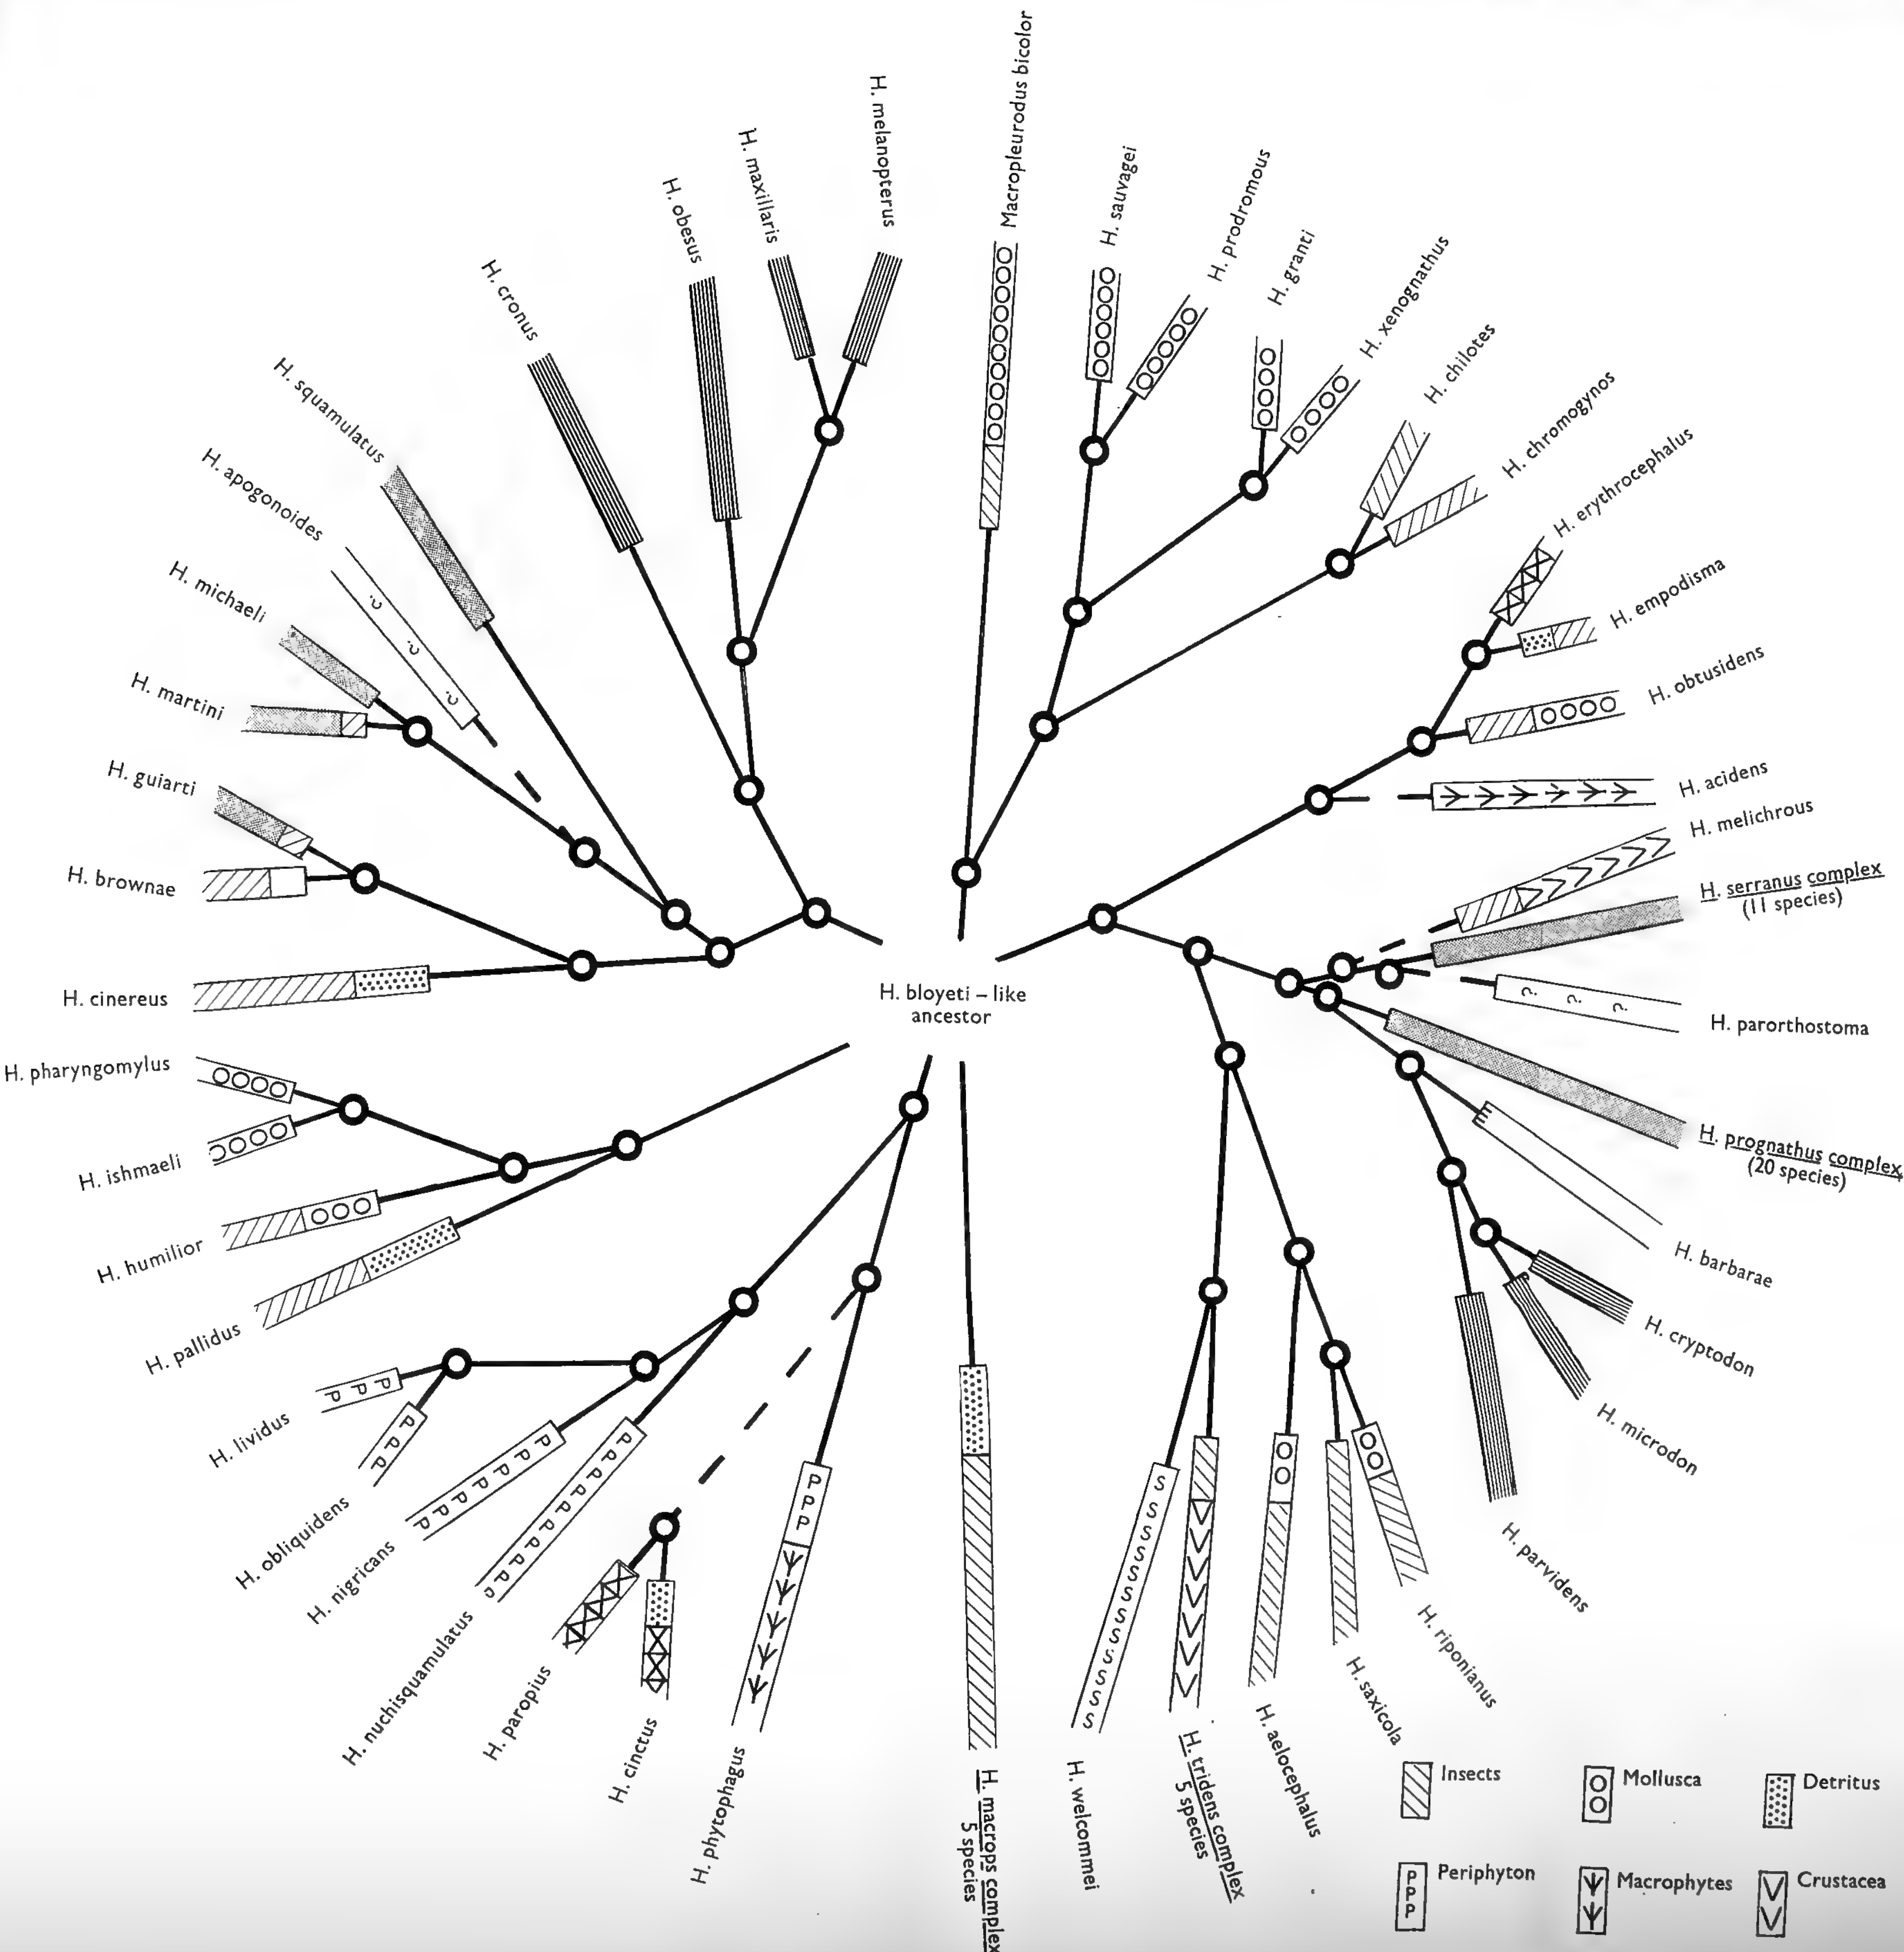 H. melanopterus
H. maxillaris
H. obesus
H. cronus
H. squamulatus
H. apogonoides
H. michaeli
H. martini
H. guiarti
H. brownae
H. cinereus
H. pharyngomylus
H. ishmaeli
H. humilior
H. pallidus
H. lividus
H. obliquidens
H. nigricans
H. nuchisquamulatus
H. paropius
H. cinctus
H. phytophagus
H. macrops complex
5 species
H. welcommei
H. tridens complex
5 species
H. aelocephalus
H. saxicola
H. riponianus
H. parvidens
H. microdon
H. cryptodon
H. barbarae
H. prognathus complex
(20 species)
H. parorthostoma
H. serranus complex
(11 species)
H. melichrous
H. acidens
H. obtusidens
H. empodisma
H. erythrocephalus
H. chromogynos
H. chilotes
H. xenognathus
H. granti
H. prodromous
H. sauvagei
Macropleurodus bicolor
H. bloyeti – like
ancestor
? ? ?
? ? ?
P P P
P P P
P P P P P P
P P P P P P P P
P P P
S S S S S S S S S S S S S
Insects
Mollusca
Detritus
P P P
Periphyton
Macrophytes
Crustacea